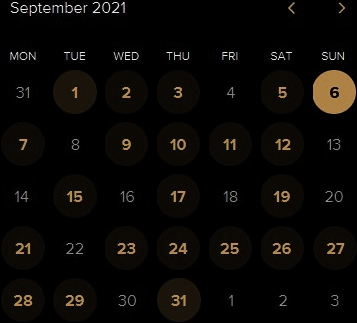 September 2021 < >
MON TUE WED THU FRI SAT SUN
31 1 2 3 4 5 6
7 8 9 10 11 12 13
14 15 16 17 18 19 20
21 22 23 24 25 26 27
28 29 30 31 1 2 3